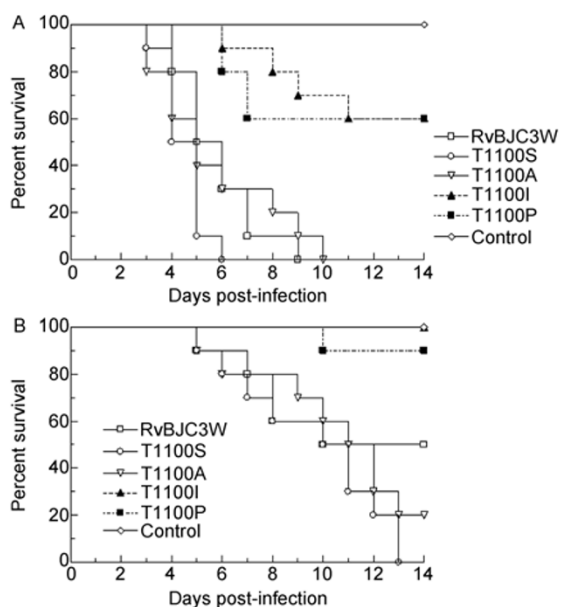 A
100
80
60
40
20
0
Percent survival
0 2 4 6 8 10 12 14
Days post-infection
RvBJC3W
T1100S
T1100A
T1100I
T1100P
Control
B
100
80
60
40
20
0
Percent survival
RvBJC3W
T1100S
T1100A
T1100I
T1100P
Control
0 2 4 6 8 10 12 14
Days post-infection